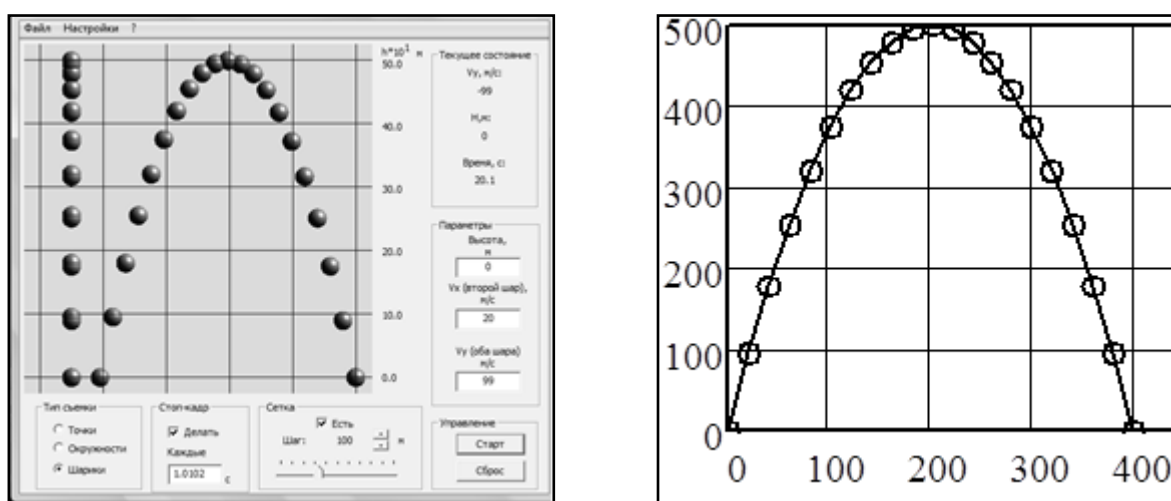 Файл Настройки ?
h*10¹ м
50.0
40.0
30.0
20.0
10.0
0.0
Текущее состояние
Vy, м/с:
-99
H,м:
0
Время, с:
20.1
Параметры
Высота,
м
0
Vx (второй шар),
м/с
20
Vy (оба шара)
м/с
99
Тип съемки
Точки
Окружности
Шарики
Стоп-кадр
Делать
Каждые
1.0102 с
Сетка
Есть
Шаг: 100 м
Управление
Старт
Сброс
500
400
300
200
100
0
0 100 200 300 400